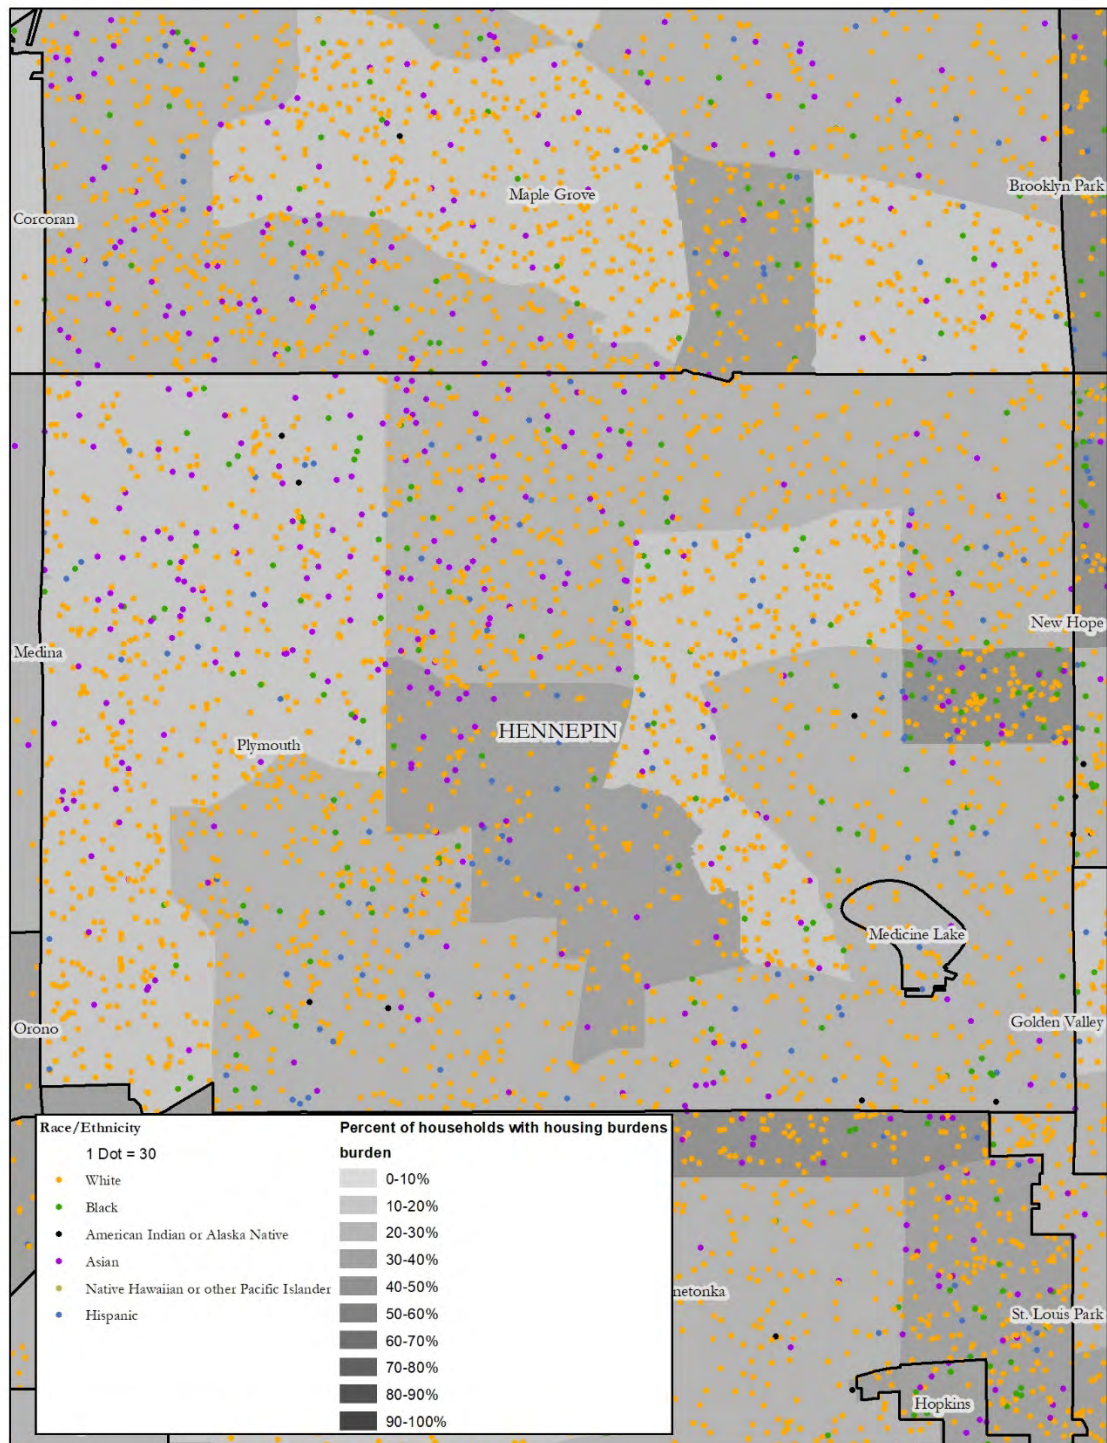 Maple Grove
Brooklyn Park
Corcoran
New Hope
Medina
HENNEPIN
Plymouth
Medicine Lake
Orono
Golden Valley
Race/Ethnicity
1 Dot = 30
White
Black
American Indian or Alaska Native
Asian
Native Hawaiian or other Pacific Islander
Hispanic
Percent of households with housing burdens
burden
0-10%
10-20%
20-30%
30-40%
40-50%
50-60%
60-70%
70-80%
80-90%
90-100%
netonka
St. Louis Park
Hopkins